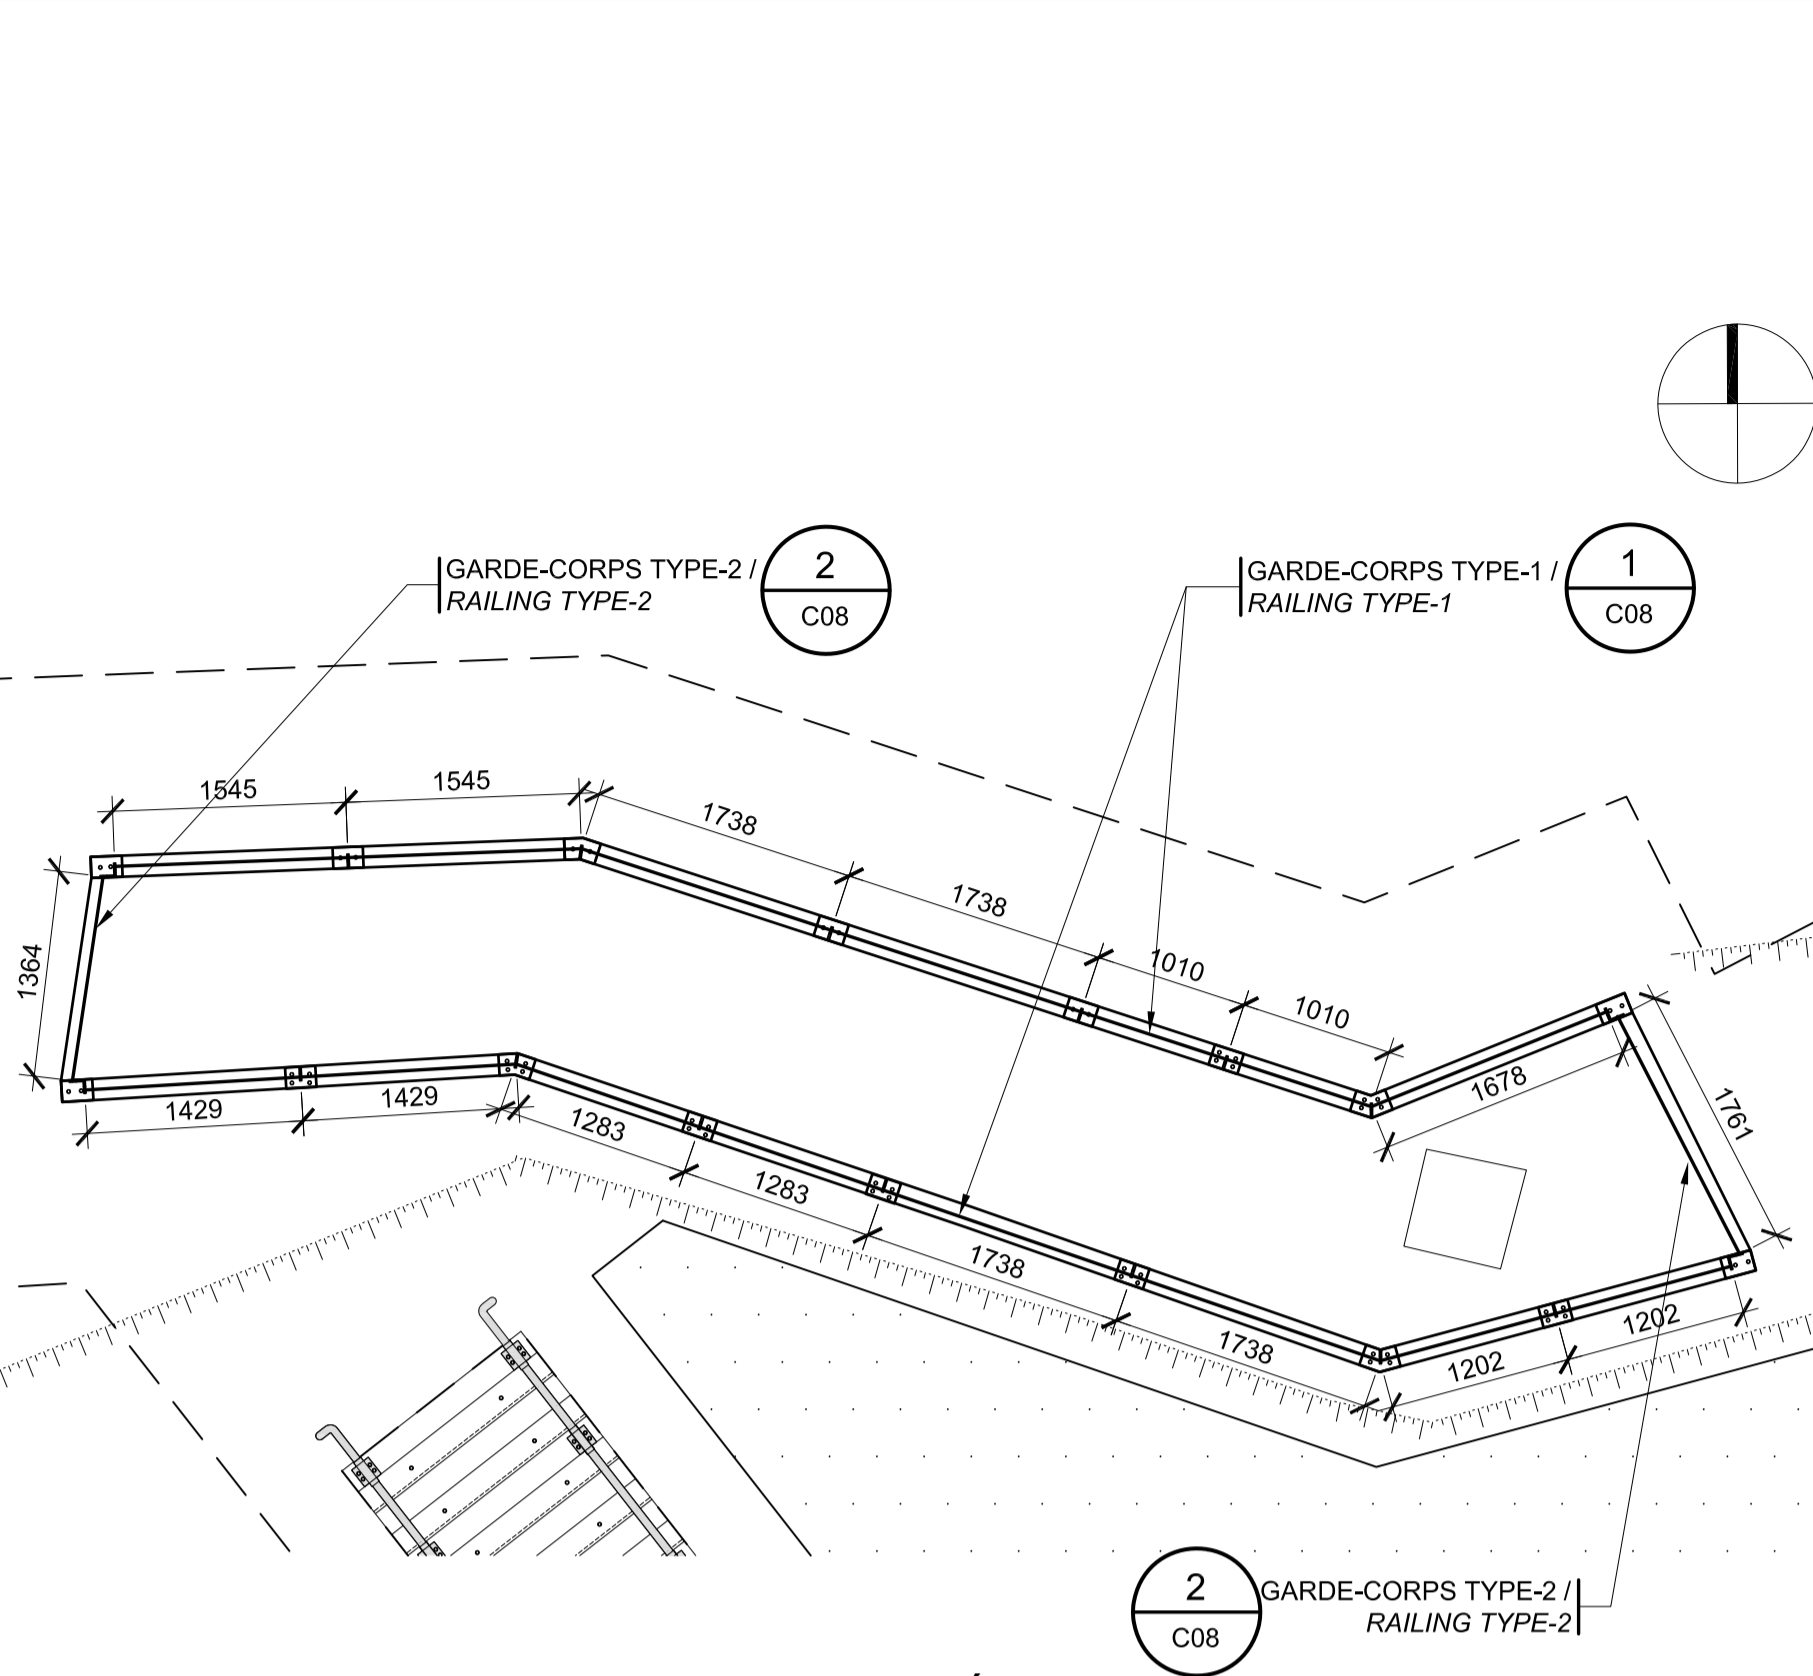 GARDE-CORPS TYPE-2 /
RAILING TYPE-2
2
C08
GARDE-CORPS TYPE-1 /
RAILING TYPE-1
1
C08
1545
1545
1738
1738
1010
1010
1364
1678
1761
1429
1429
1283
1283
1738
1738
1202
1202
2
C08
GARDE-CORPS TYPE-2 /
RAILING TYPE-2